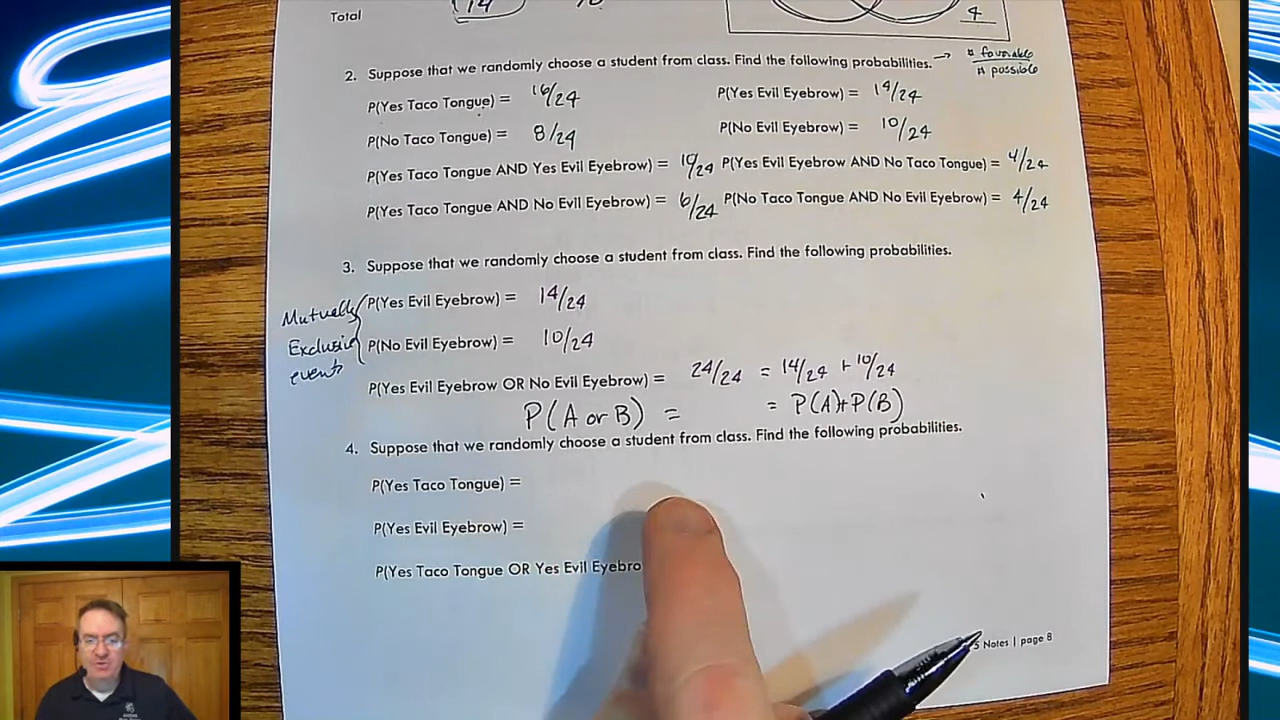 Total 14
4
2. Suppose that we randomly choose a student from class. Find the following probabilities. → # favorable
# possible
P(Yes Taco Tongue) = 16/24 P(Yes Evil Eyebrow) = 14/24
P(No Taco Tongue) = 8/24 P(No Evil Eyebrow) = 10/24
P(Yes Taco Tongue AND Yes Evil Eyebrow) = 10/24 P(Yes Evil Eyebrow AND No Taco Tongue) = 4/24
P(Yes Taco Tongue AND No Evil Eyebrow) = 6/24 P(No Taco Tongue AND No Evil Eyebrow) = 4/24
3. Suppose that we randomly choose a student from class. Find the following probabilities.
Mutually P(Yes Evil Eyebrow) = 14/24
Exclusive P(No Evil Eyebrow) = 10/24
events
P(Yes Evil Eyebrow OR No Evil Eyebrow) = 24/24 = 14/24 + 10/24
P(A or B) = = P(A)+P(B)
4. Suppose that we randomly choose a student from class. Find the following probabilities.
P(Yes Taco Tongue) =
P(Yes Evil Eyebrow) =
P(Yes Taco Tongue OR Yes Evil Eyebro
Notes | page 8